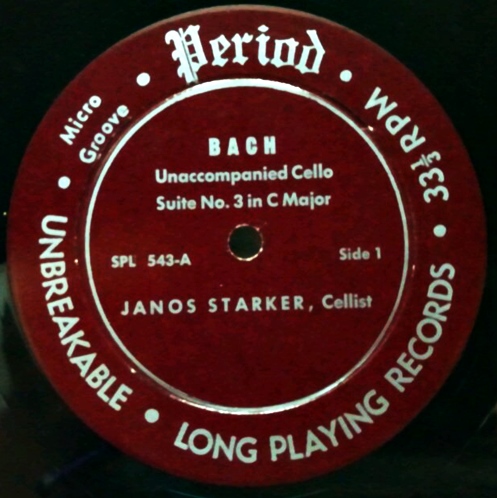 Period
Micro
Groove
33⅓ RPM
BACH
Unaccompanied Cello
Suite No. 3 in C Major
SPL 543-A
Side 1
JANOS STARKER, Cellist
UNBREAKABLE
LONG PLAYING RECORDS